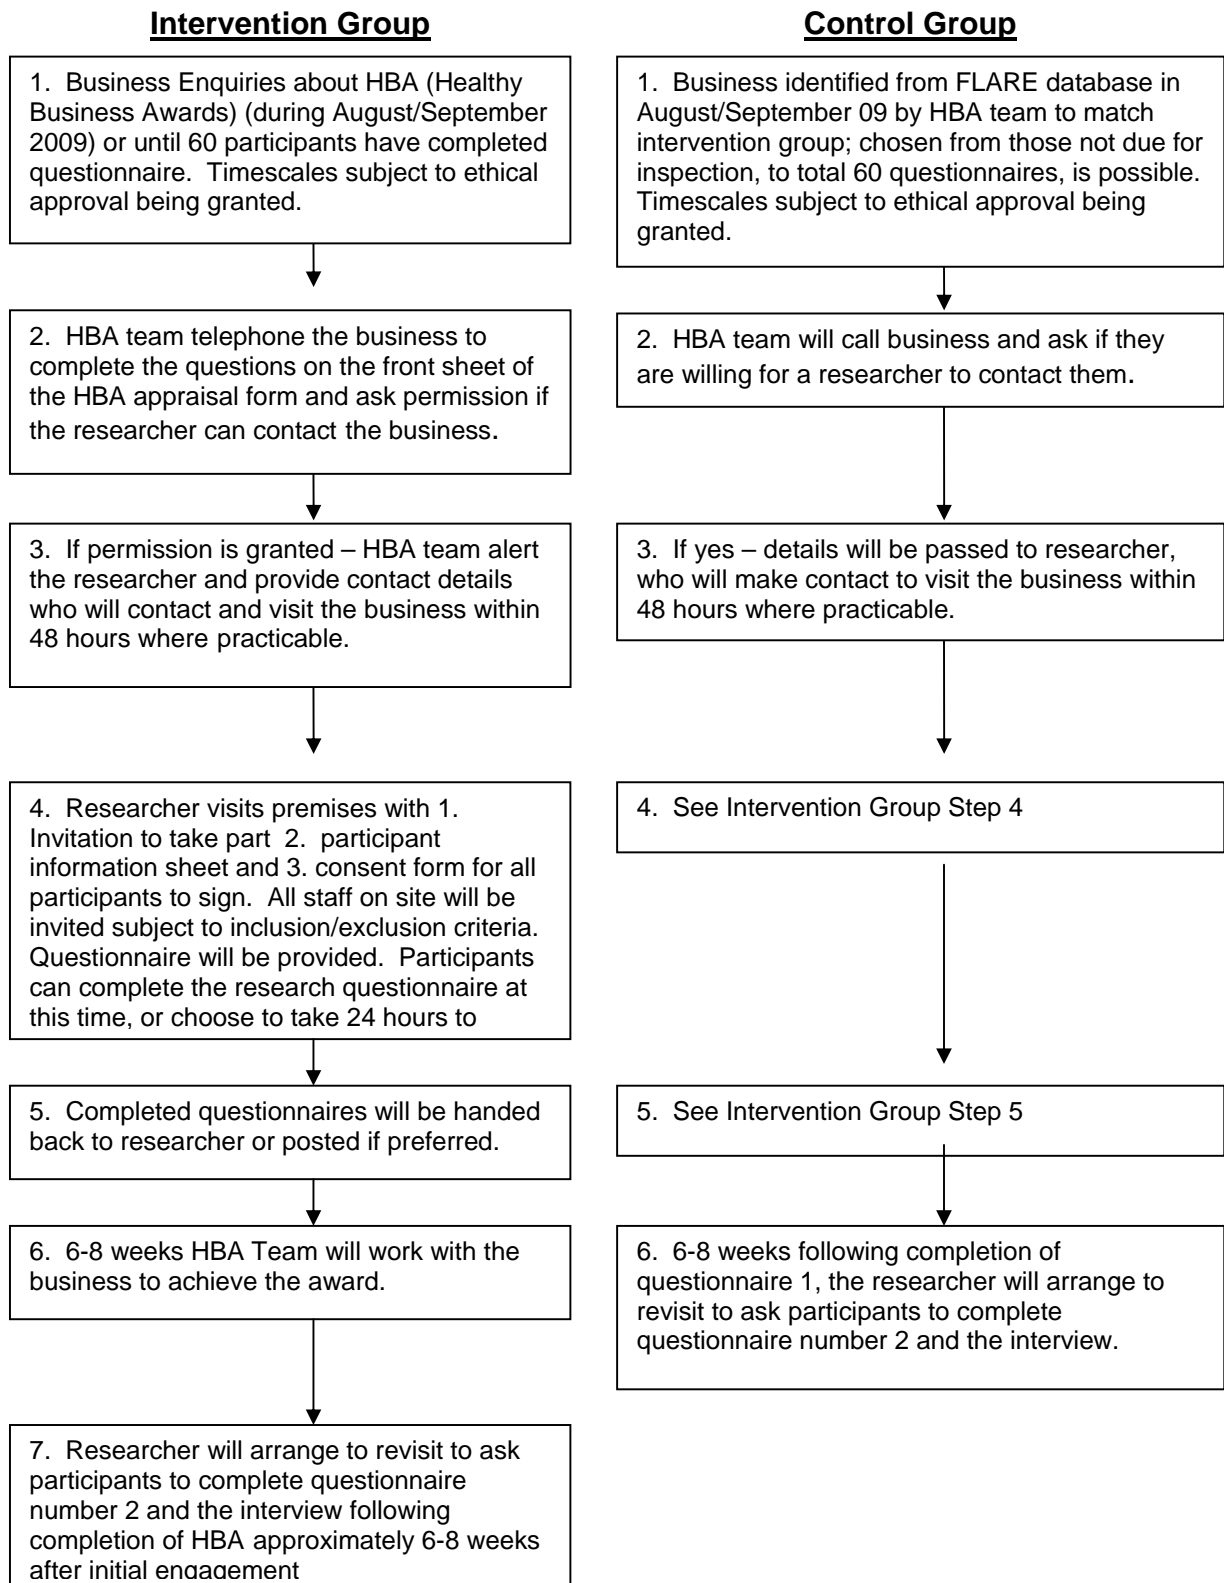 Intervention Group
1.  Business Enquiries about HBA (Healthy
Business Awards) (during August/September
2009) or until 60 participants have completed
questionnaire.  Timescales subject to ethical
approval being granted.
2.  HBA team telephone the business to
complete the questions on the front sheet of
the HBA appraisal form and ask permission if
the researcher can contact the business.
3.  If permission is granted – HBA team alert
the researcher and provide contact details
who will contact and visit the business within
48 hours where practicable.
4.  Researcher visits premises with 1.
Invitation to take part  2.  participant
information sheet and 3. consent form for all
participants to sign.  All staff on site will be
invited subject to inclusion/exclusion criteria.
Questionnaire will be provided.  Participants
can complete the research questionnaire at
this time, or choose to take 24 hours to
5.  Completed questionnaires will be handed
back to researcher or posted if preferred.
6.  6-8 weeks HBA Team will work with the
business to achieve the award.
7.  Researcher will arrange to revisit to ask
participants to complete questionnaire
number 2 and the interview following
completion of HBA approximately 6-8 weeks
after initial engagement
Control Group
1.  Business identified from FLARE database in
August/September 09 by HBA team to match
intervention group; chosen from those not due for
inspection, to total 60 questionnaires, is possible.
Timescales subject to ethical approval being
granted.
2.  HBA team will call business and ask if they
are willing for a researcher to contact them.
3.  If yes – details will be passed to researcher,
who will make contact to visit the business within
48 hours where practicable.
4.  See Intervention Group Step 4
5.  See Intervention Group Step 5
6.  6-8 weeks following completion of
questionnaire 1, the researcher will arrange to
revisit to ask participants to complete
questionnaire number 2 and the interview.